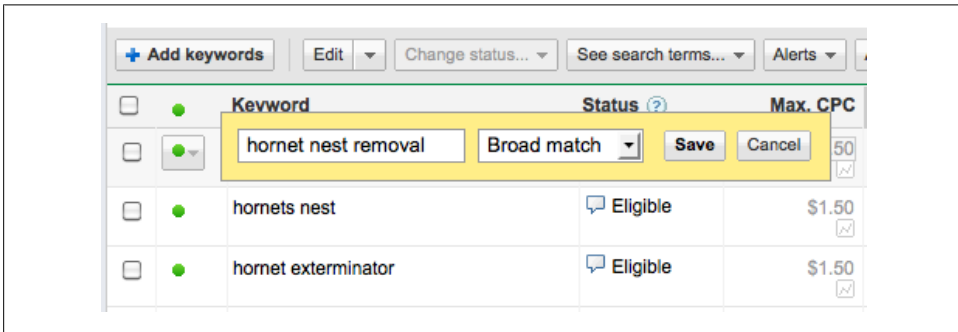 + Add keywords Edit Change status... See search terms... Alerts
Keyword Status ? Max. CPC
hornet nest removal Broad match Save Cancel 50
hornets nest Eligible $1.50
hornet exterminator Eligible $1.50